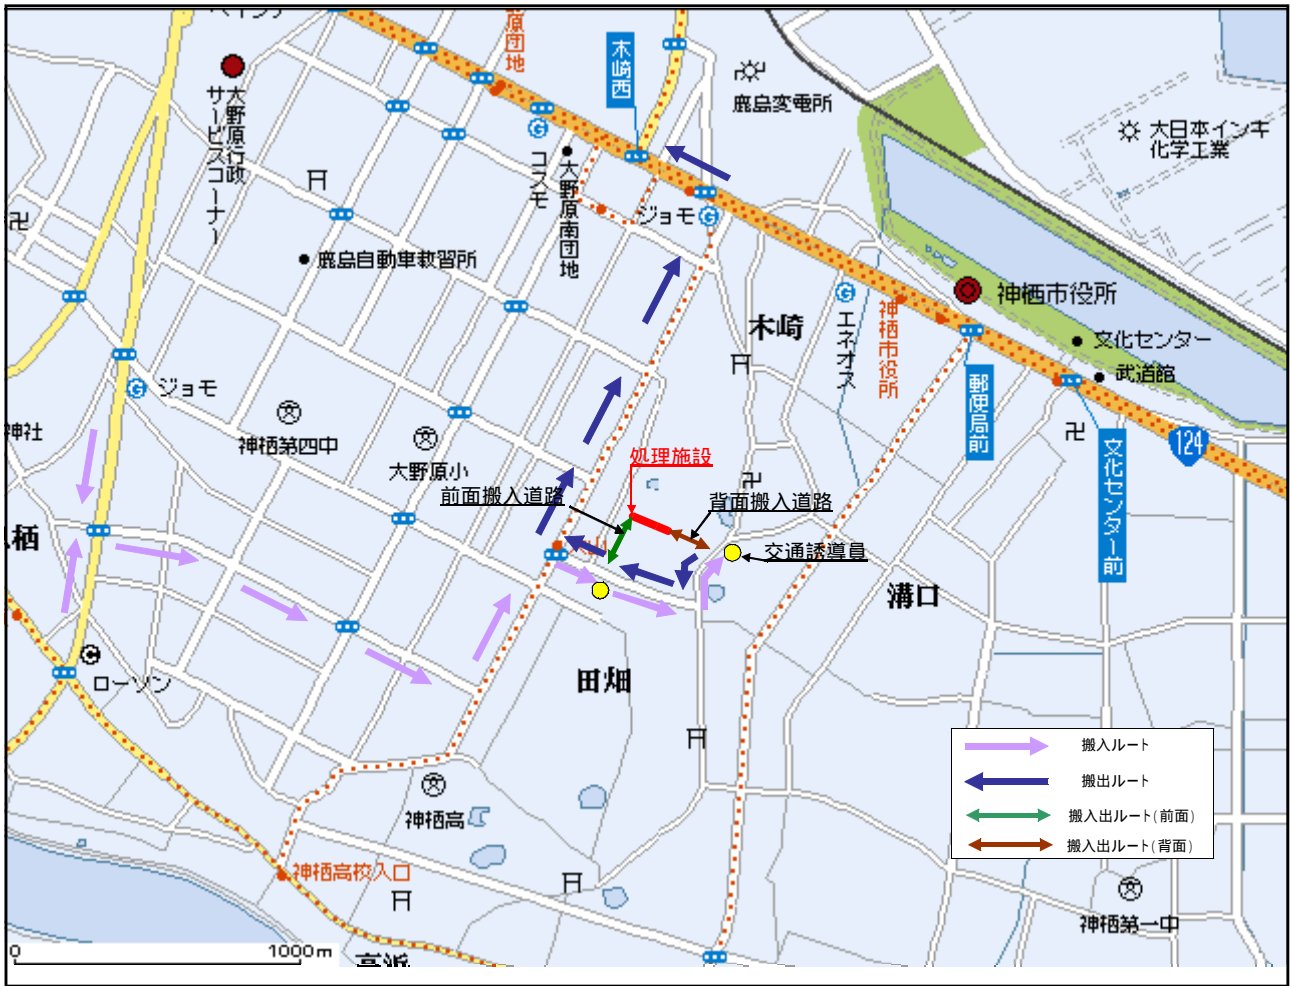 原団地
木崎西
鹿島変電所
大日本インキ
化学工業
大野原行政
サービスコーナー
コスモ
大野原南団地
ジョモ
卍
鹿島自動車教習所
神栖市役所
木崎
エネオス
神栖市役所
文化センター
武道館
郵便局前
ジョモ
神社
神栖第四中
大野原小
卍
124
文化センター前
処理施設
卍
前面搬入道路
背面搬入道路
栖
交通誘導員
溝口
ローソン
田畑
搬入ルート
搬出ルート
搬入出ルート(前面)
搬入出ルート(背面)
神栖高
神栖高校入口
神栖第一中
0
1000m
高浜